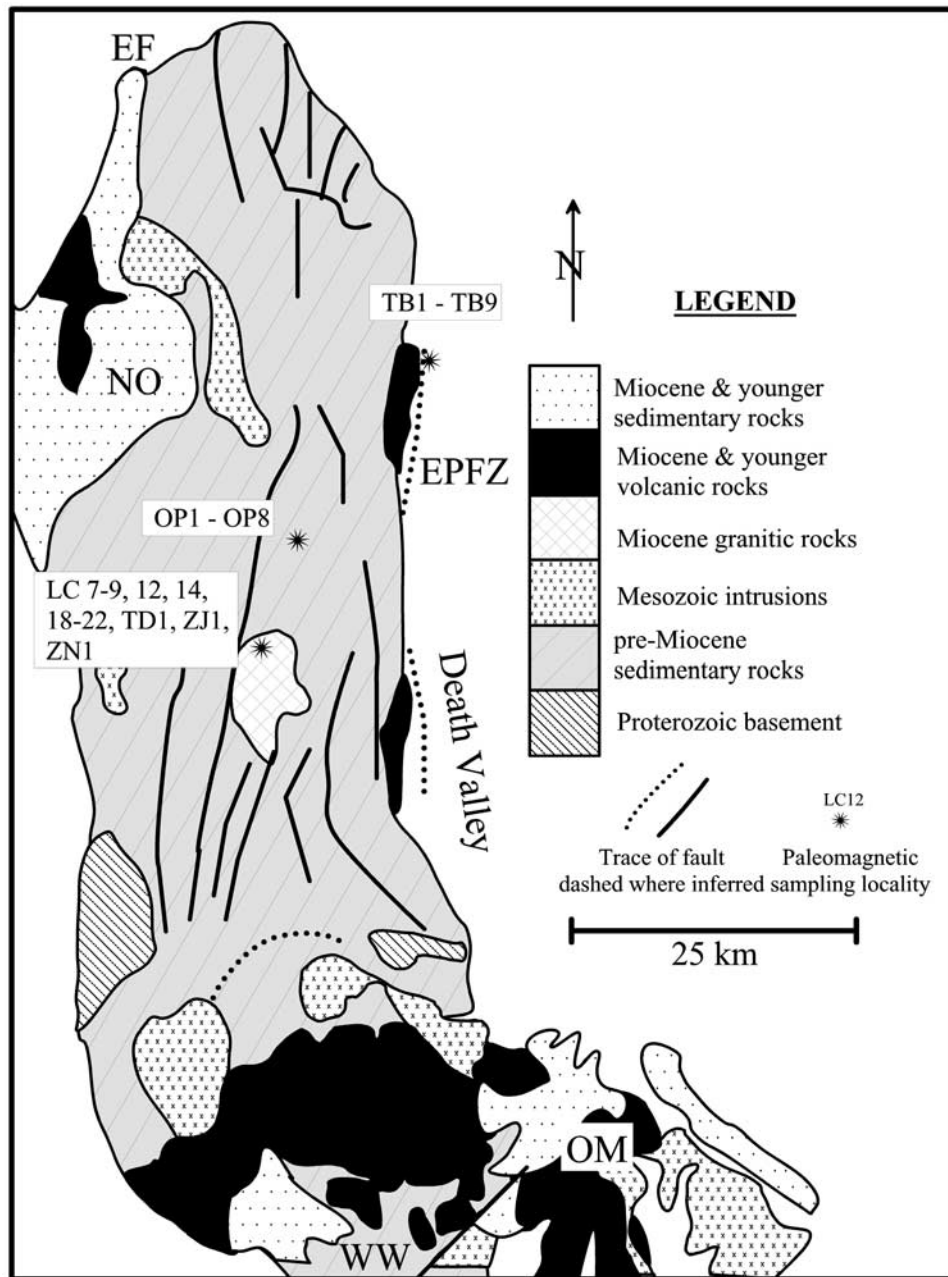 EF
N
TB1 - TB9
LEGEND
NO
EPFZ
OP1 - OP8
LC 7-9, 12, 14,
18-22, TD1, ZJ1,
ZN1
Death Valley
Miocene & younger
sedimentary rocks
Miocene & younger
volcanic rocks
Miocene granitic rocks
Mesozoic intrusions
pre-Miocene
sedimentary rocks
Proterozoic basement
LC12
Trace of fault
dashed where inferred
Paleomagnetic
sampling locality
25 km
OM
WW